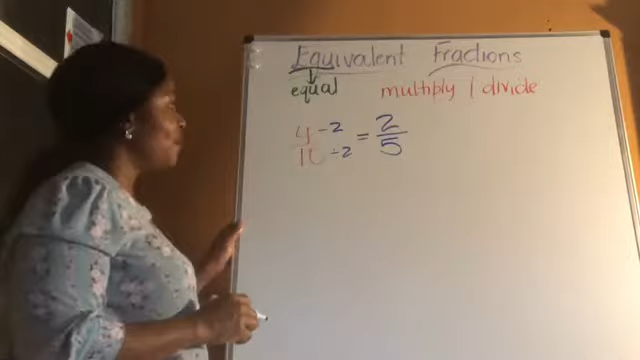 Equivalent Fractions
equal multiply / divide
4 - 2 = 2
10 ÷ 2 5